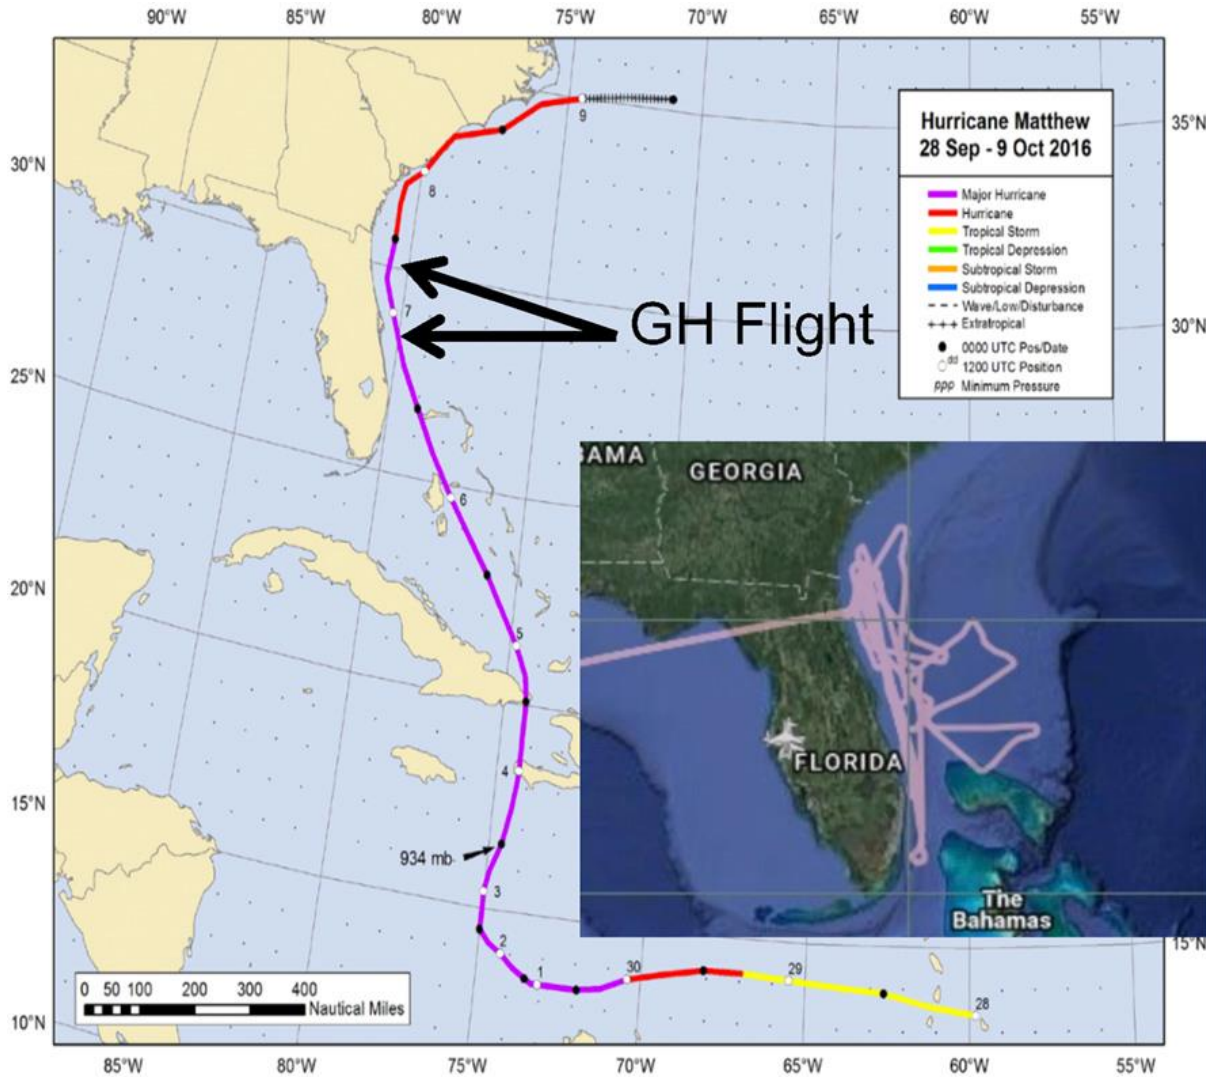 90°W 85°W 80°W 75°W 70°W 65°W 60°W 55°W
Hurricane Matthew
28 Sep - 9 Oct 2016
Major Hurricane
Hurricane
Tropical Storm
Tropical Depression
Subtropical Storm
Subtropical Depression
Wave/Low/Disturbance
Extratropical
0000 UTC Pos/Date
dd
1200 UTC Position
ppp Minimum Pressure
35°N
30°N
30°N
25°N
20°N
15°N
10°N
15°N
9
8
7
GH Flight
6
5
4
934 mb
3
2
1
30
29
28
GAMA
GEORGIA
FLORIDA
The
Bahamas
0 50 100 200 300 400
Nautical Miles
85°W 80°W 75°W 70°W 65°W 60°W 55°W